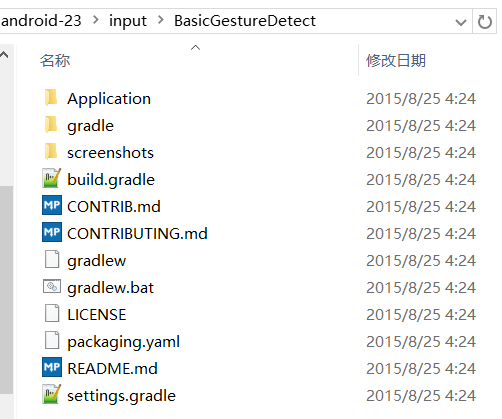 android-23 > input > BasicGestureDetect
名称 修改日期
Application 2015/8/25 4:24
gradle 2015/8/25 4:24
screenshots 2015/8/25 4:24
build.gradle 2015/8/25 4:24
MP CONTRIB.md 2015/8/25 4:24
MP CONTRIBUTING.md 2015/8/25 4:24
gradlew 2015/8/25 4:24
gradlew.bat 2015/8/25 4:24
LICENSE 2015/8/25 4:24
packaging.yaml 2015/8/25 4:24
MP README.md 2015/8/25 4:24
settings.gradle 2015/8/25 4:24